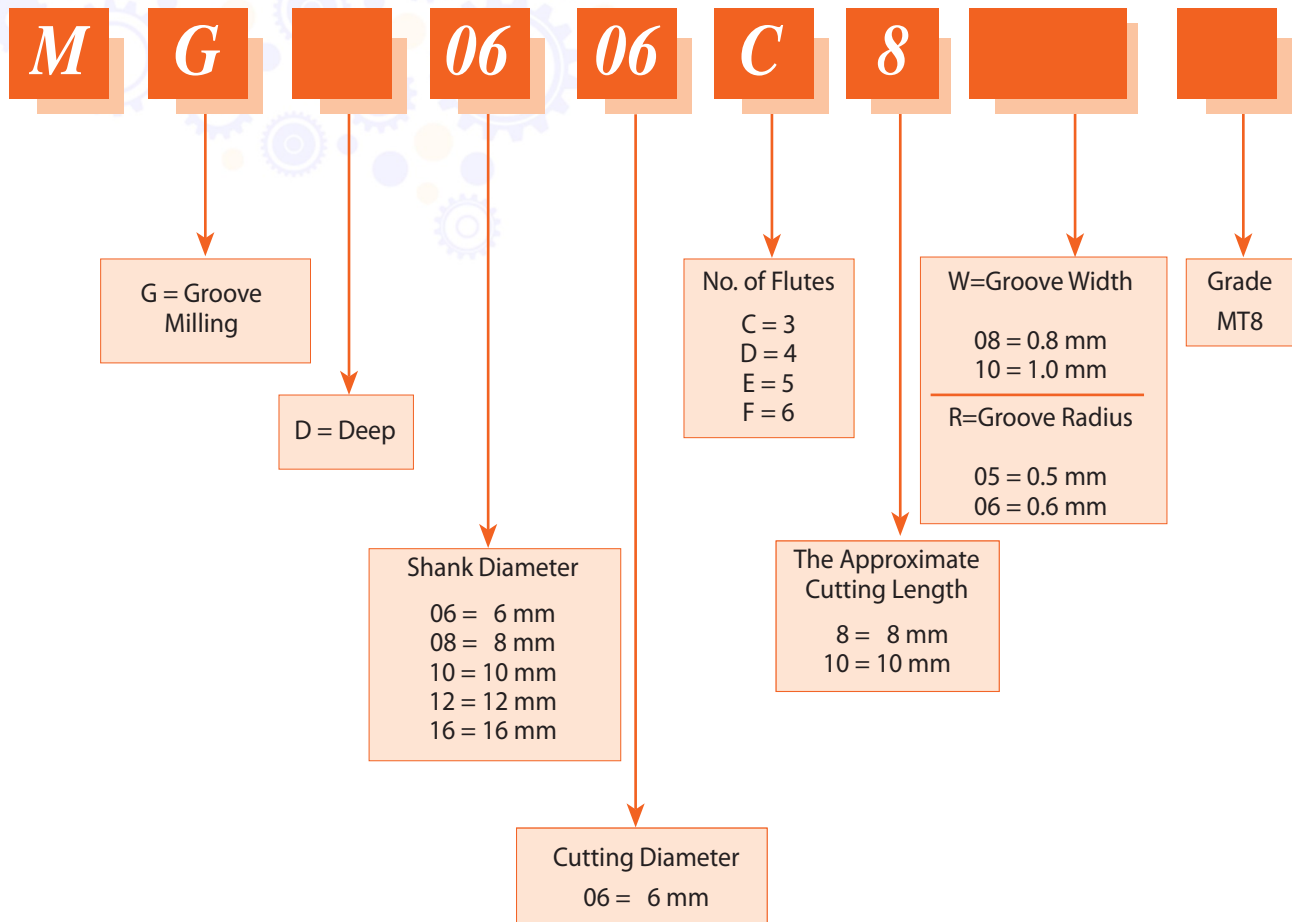 M G 06 06 C 8
G = Groove
Milling
D = Deep
Shank Diameter
06 = 6 mm
08 = 8 mm
10 = 10 mm
12 = 12 mm
16 = 16 mm
Cutting Diameter
06 = 6 mm
No. of Flutes
C = 3
D = 4
E = 5
F = 6
The Approximate
Cutting Length
8 = 8 mm
10 = 10 mm
W=Groove Width
08 = 0.8 mm
10 = 1.0 mm
R=Groove Radius
05 = 0.5 mm
06 = 0.6 mm
Grade
MT8